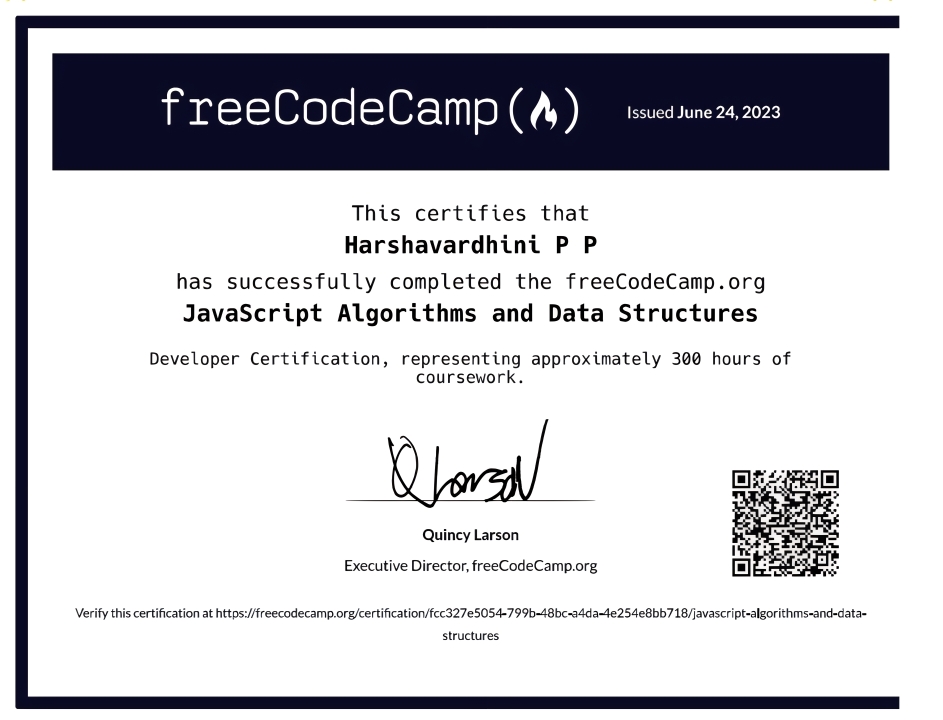 freeCodeCamp(🔥)
Issued June 24, 2023
This certifies that
Harshavardhini P P
has successfully completed the freeCodeCamp.org
JavaScript Algorithms and Data Structures
Developer Certification, representing approximately 300 hours of
coursework.
Q Larson
Quincy Larson
Executive Director, freeCodeCamp.org
Verify this certification at https://freecodecamp.org/certification/fcc327e5054-799b-48bc-a4da-4e254e8bb718/javascript-algorithms-and-data-
structures